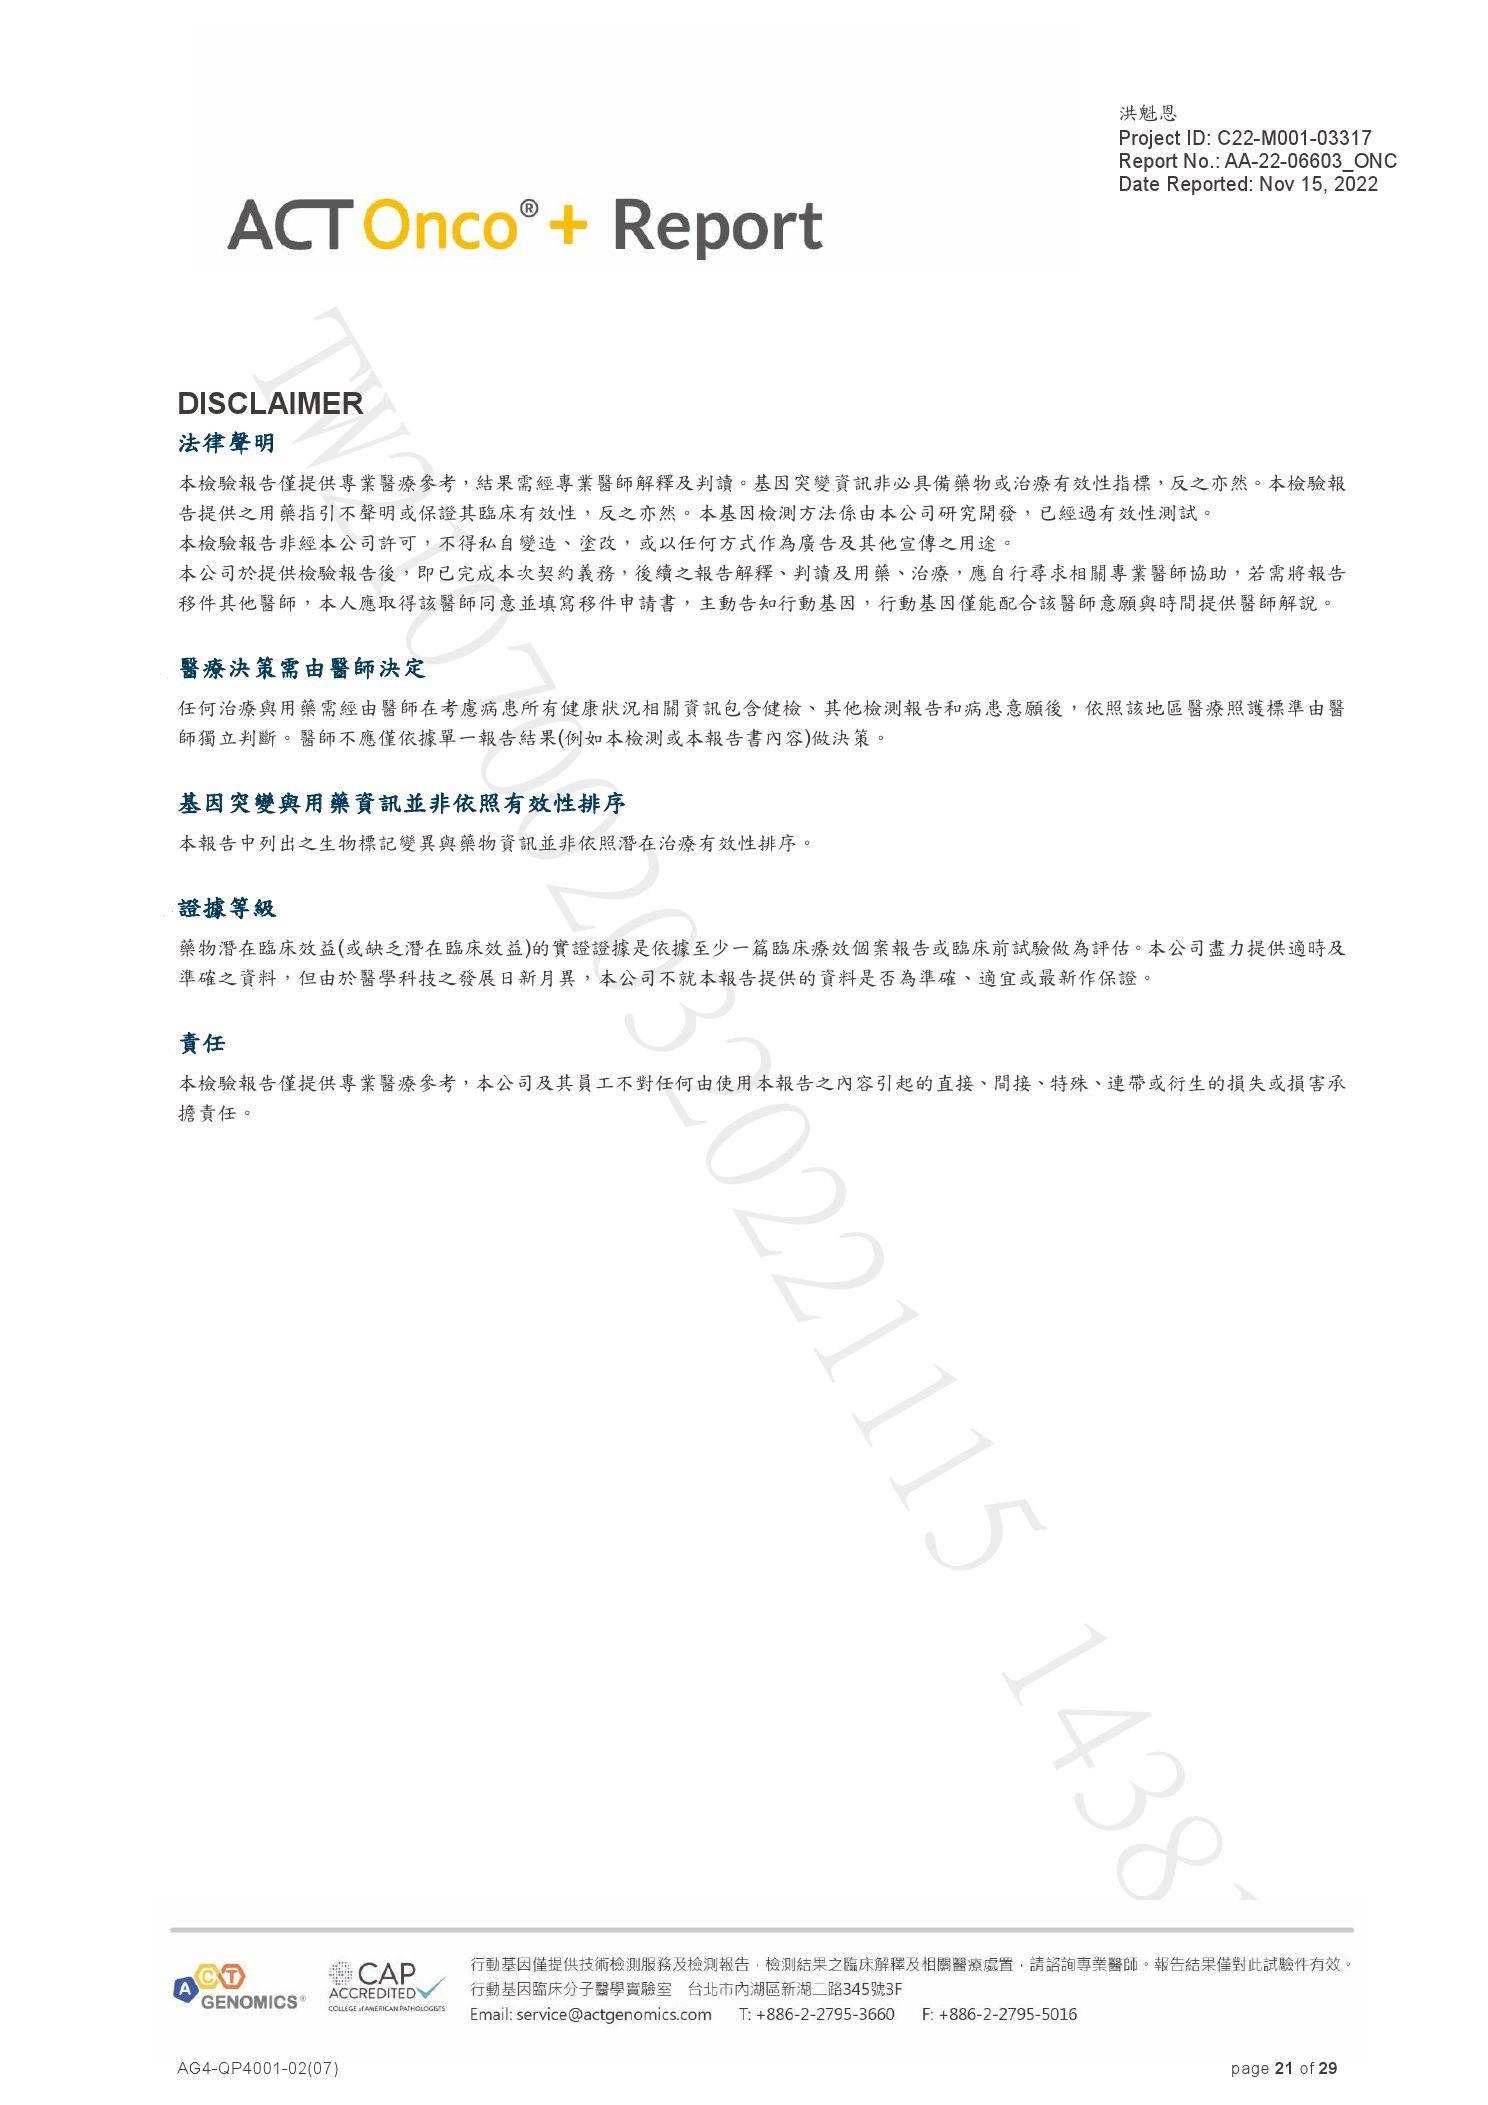 洪魁恩
Project ID: C22-M001-03317
Report No.: AA-22-06603_ONC
Date Reported: Nov 15, 2022
ACT Onco®+ Report
DISCLAIMER
法律聲明
本檢驗報告僅提供專業醫療參考，結果需經專業醫師解釋及判讀。基因突變資訊非必具備藥物或治療有效性指標，反之亦然。本檢驗報
告提供之用藥指引不聲明或保證其臨床有效性，反之亦然。本基因檢測方法係由本公司研究開發，已經過有效性測試。
本檢驗報告非經本公司許可，不得私自變造、塗改，或以任何方式作為廣告及其他宣傳之用途。
本公司於提供檢驗報告後，即已完成本次契約義務，後續之報告解釋、判讀及用藥、治療，應自行尋求相關專業醫師協助，若需將報告
移件其他醫師，本人應取得該醫師同意並填寫移件申請書，主動告知行動基因，行動基因僅能配合該醫師意願與時間提供醫師解說。
醫療決策需由醫師決定
任何治療與用藥需經由醫師在考慮病患所有健康狀況相關資訊包含健檢、其他檢測報告和病患意願後，依照該地區醫療照護標準由醫
師獨立判斷。醫師不應僅依據單一報告結果(例如本檢測或本報告書內容)做決策。
基因突變與用藥資訊並非依照有效性排序
本報告中列出之生物標記變異與藥物資訊並非依照潛在治療有效性排序。
證據等級
藥物潛在臨床效益(或缺乏潛在臨床效益)的實證證據是依據至少一篇臨床療效個案報告或臨床前試驗做為評估。本公司盡力提供適時及
準確之資料，但由於醫學科技之發展日新月異，本公司不就本報告提供的資料是否為準確、適宜或最新作保證。
責任
本檢驗報告僅提供專業醫療參考，本公司及其員工不對任何由使用本報告之內容引起的直接、間接、特殊、連帶或衍生的損失或損害承
擔責任。
TW2107002032022111​5 1438
ACT
GENOMICS®
CAP
ACCREDITED
COLLEGE of AMERICAN PATHOLOGISTS
行動基因僅提供技術檢測服務及檢測報告，檢測結果之臨床解釋及相關醫療處置，請諮詢專業醫師。報告結果僅對此試驗件有效。
行動基因臨床分子醫學實驗室 台北市內湖區新湖二路345號3F
Email: service@actgenomics.com T: +886-2-2795-3660 F: +886-2-2795-5016
AG4-QP4001-02(07)
page 21 of 29